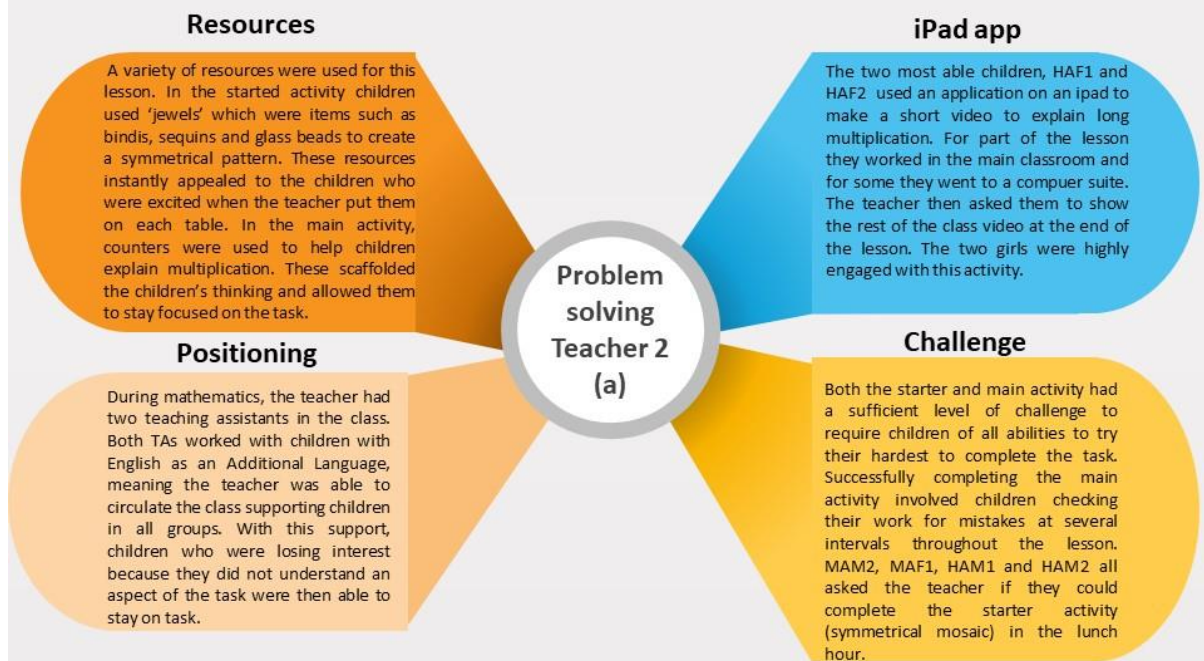 Resources
A variety of resources were used for this
lesson. In the started activity children
used ‘jewels’ which were items such as
bindis, sequins and glass beads to create
a symmetrical pattern. These resources
instantly appealed to the children who
were excited when the teacher put them
on each table. In the main activity,
counters were used to help children
explain multiplication. These scaffolded
the children’s thinking and allowed them
to stay focused on the task.
iPad app
The two most able children, HAF1 and
HAF2 used an application on an ipad to
make a short video to explain long
multiplication. For part of the lesson
they worked in the main classroom and
for some they went to a compuer suite.
The teacher then asked them to show
the rest of the class video at the end of
the lesson. The two girls were highly
engaged with this activity.
Problem
solving
Teacher 2
(a)
Positioning
During mathematics, the teacher had
two teaching assistants in the class.
Both TAs worked with children with
English as an Additional Language,
meaning the teacher was able to
circulate the class supporting children
in all groups. With this support,
children who were losing interest
because they did not understand an
aspect of the task were then able to
stay on task.
Challenge
Both the starter and main activity had
a sufficient level of challenge to
require children of all abilities to try
their hardest to complete the task.
Successfully completing the main
activity involved children checking
their work for mistakes at several
intervals throughout the lesson.
MAM2, MAF1, HAM1 and HAM2 all
asked the teacher if they could
complete the starter activity
(symmetrical mosaic) in the lunch
hour.